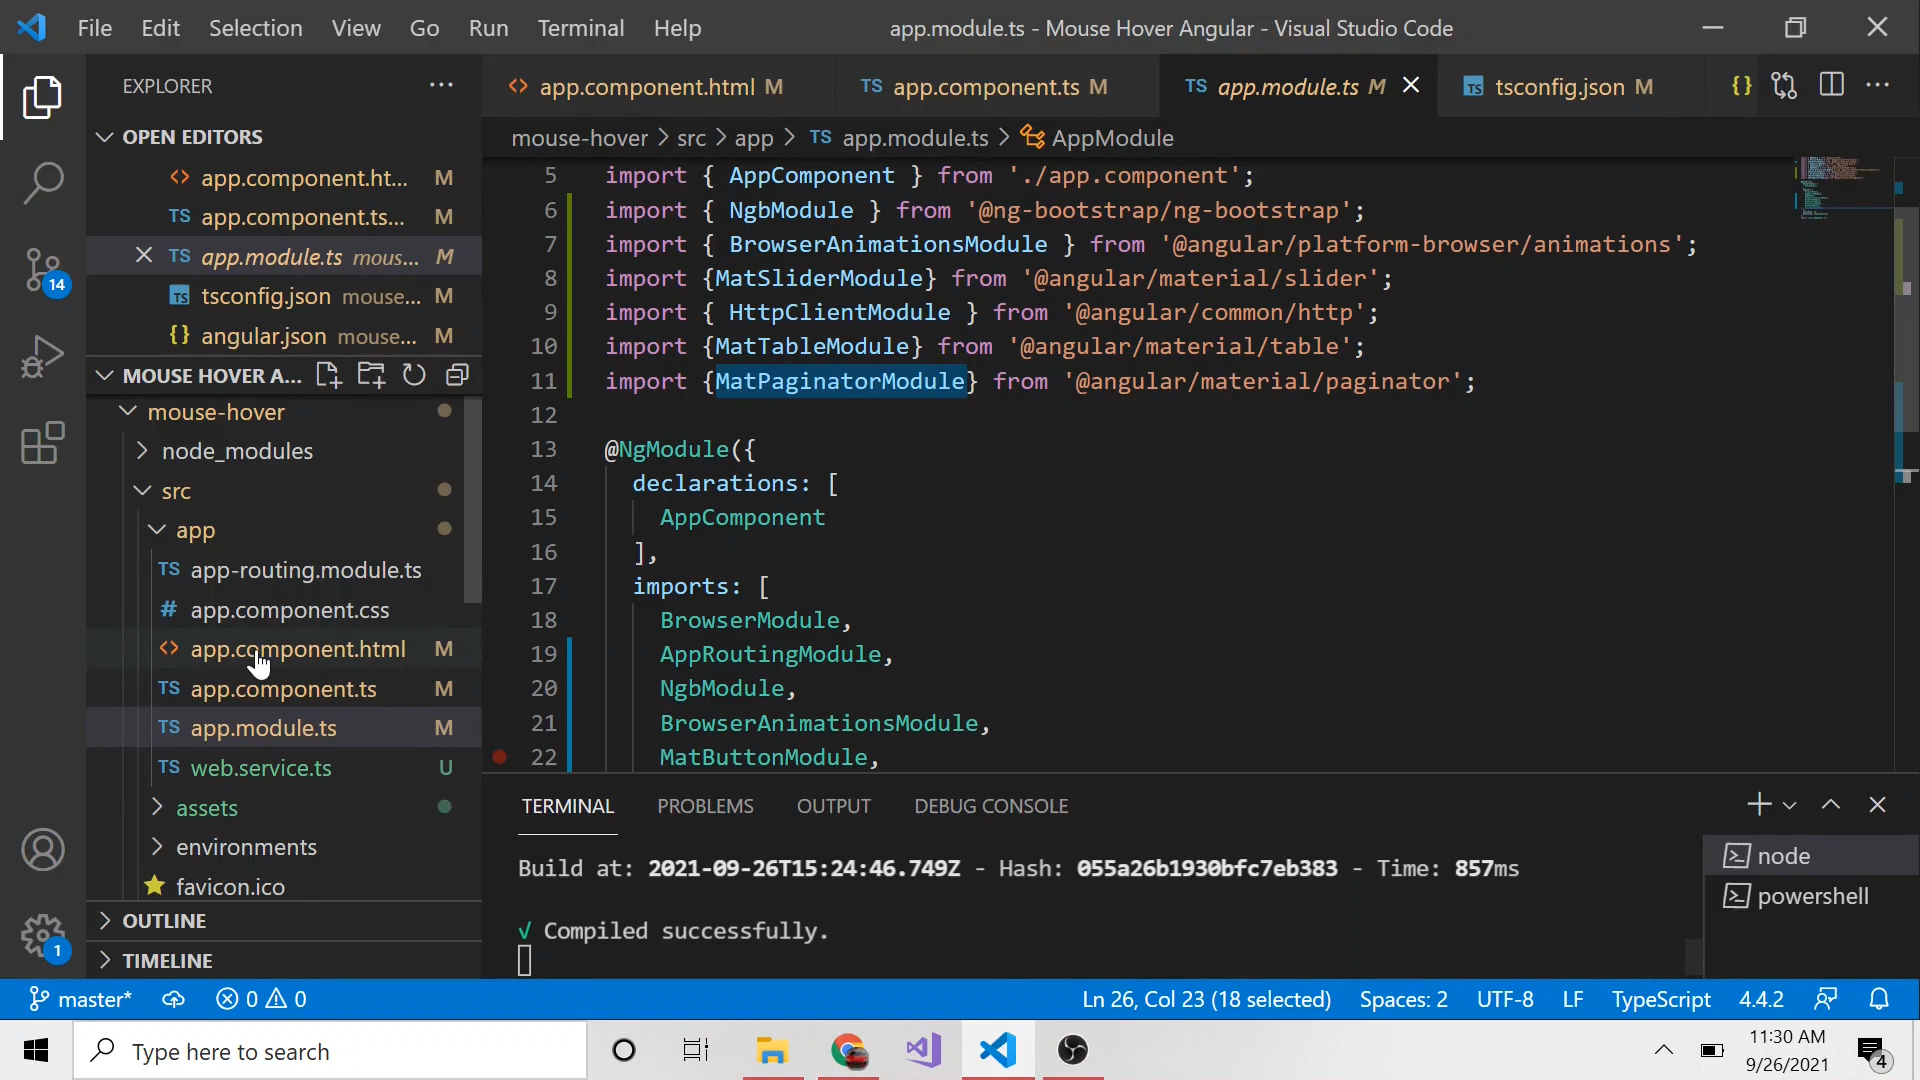 File Edit Selection View Go Run Terminal Help
app.module.ts - Mouse Hover Angular - Visual Studio Code
EXPLORER
OPEN EDITORS
<> app.component.ht... M
TS app.component.ts... M
TS app.module.ts mous... M
TS tsconfig.json mouse... M
{} angular.json mouse... M
MOUSE HOVER A...
mouse-hover
node_modules
src
app
TS app-routing.module.ts
# app.component.css
<> app.component.html M
TS app.component.ts M
TS app.module.ts M
TS web.service.ts U
assets
environments
favicon.ico
OUTLINE
TIMELINE
14
1
<> app.component.html M TS app.component.ts M TS app.module.ts M TS tsconfig.json M {}
mouse-hover > src > app > TS app.module.ts > AppModule
5 import { AppComponent } from './app.component';
6 import { NgbModule } from '@ng-bootstrap/ng-bootstrap';
7 import { BrowserAnimationsModule } from '@angular/platform-browser/animations';
8 import {MatSliderModule} from '@angular/material/slider';
9 import { HttpClientModule } from '@angular/common/http';
10 import {MatTableModule} from '@angular/material/table';
11 import {MatPaginatorModule} from '@angular/material/paginator';
12
13 @NgModule({
14 declarations: [
15 AppComponent
16 ],
17 imports: [
18 BrowserModule,
19 AppRoutingModule,
20 NgbModule,
21 BrowserAnimationsModule,
22 MatButtonModule,
TERMINAL PROBLEMS OUTPUT DEBUG CONSOLE
Build at: 2021-09-26T15:24:46.749Z - Hash: 055a26b1930bfc7eb383 - Time: 857ms
√ Compiled successfully.
node
powershell
master* 0 0 Ln 26, Col 23 (18 selected) Spaces: 2 UTF-8 LF TypeScript 4.4.2
Type here to search
11:30 AM
9/26/2021
4